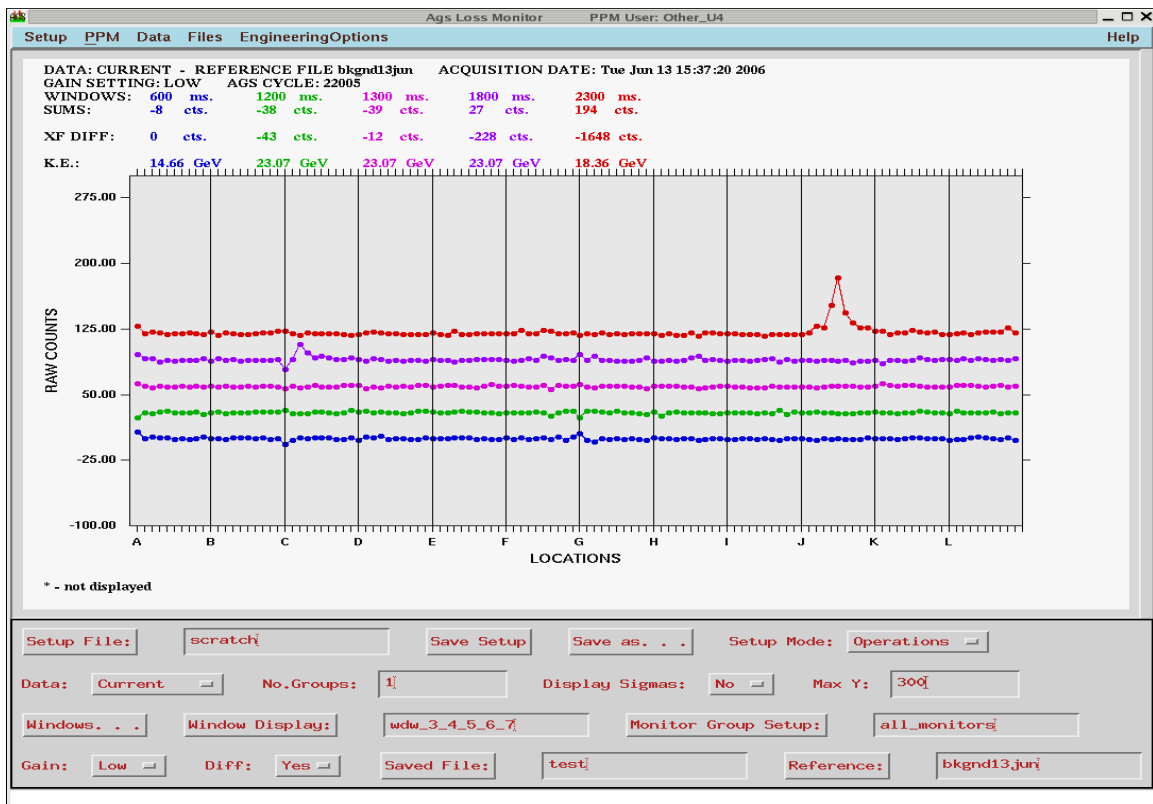 Ags Loss Monitor PPM User: Other_U4
Setup PPM Data Files EngineeringOptions Help
DATA: CURRENT - REFERENCE FILE bkgnd13jun ACQUISITION DATE: Tue Jun 13 15:37:20 2006
GAIN SETTING: LOW AGS CYCLE: 22005
WINDOWS: 600 ms. 1200 ms. 1300 ms. 1800 ms. 2300 ms.
SUMS: -8 cts. -38 cts. -39 cts. 27 cts. 194 cts.
XF DIFF: 0 cts. -43 cts. -12 cts. -228 cts. -1648 cts.
K.E.: 14.66 GeV 23.07 GeV 23.07 GeV 23.07 GeV 18.36 GeV
275.00
200.00
125.00
50.00
-25.00
-100.00
RAW COUNTS
A B C D E F G H I J K L
LOCATIONS
* - not displayed
Setup File: scratch Save Setup Save as. . . Setup Mode: Operations
Data: Current No.Groups: 1 Display Sigmas: No Max Y: 300
Windows. . . Window Display: wdw_3_4_5_6_7 Monitor Group Setup: all_monitors
Gain: Low Diff: Yes Saved File: test Reference: bkgnd13jun